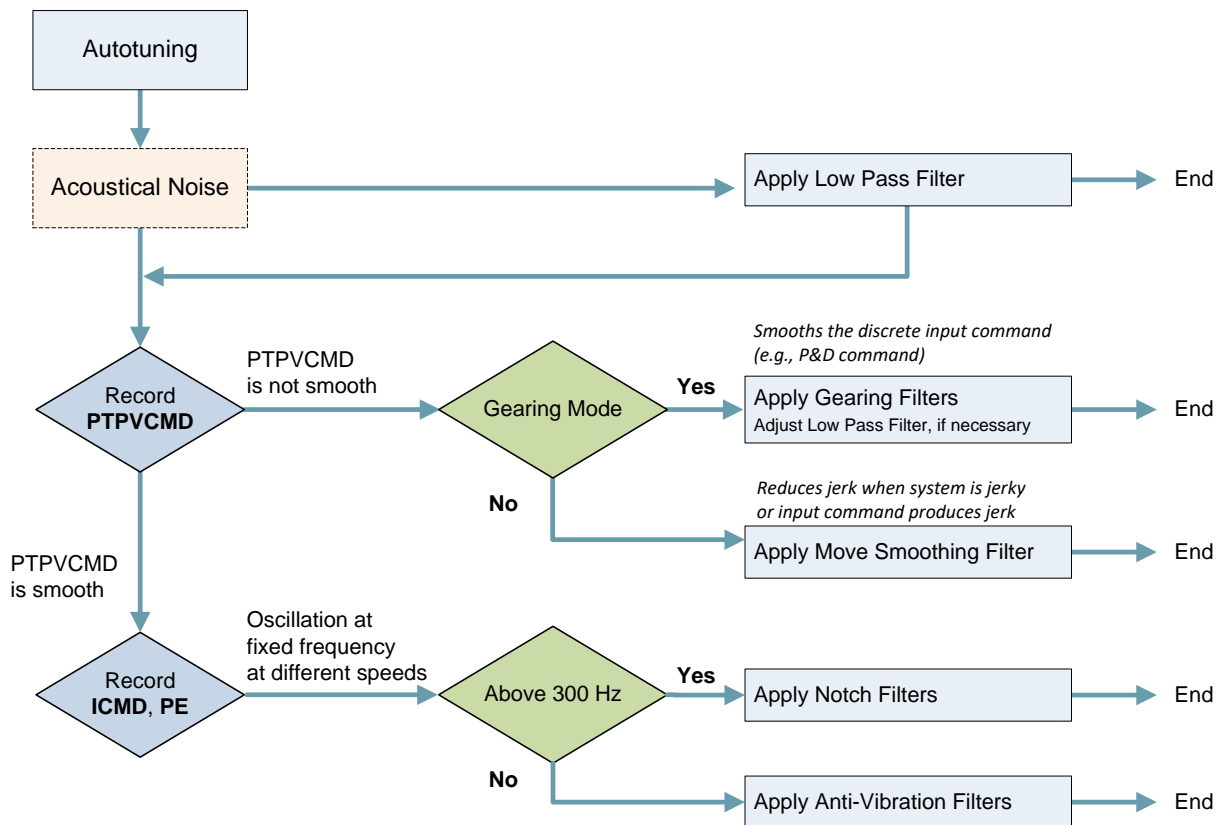 Autotuning
Acoustical Noise
Apply Low Pass Filter
End
Record
PTPVCMD
PTPVCMD
is not smooth
Gearing Mode
Yes
Smooths the discrete input command
(e.g., P&D command)
Apply Gearing Filters
Adjust Low Pass Filter, if necessary
End
No
Reduces jerk when system is jerky
or input command produces jerk
Apply Move Smoothing Filter
End
PTPVCMD
is smooth
Record
ICMD, PE
Oscillation at
fixed frequency
at different speeds
Above 300 Hz
Yes
Apply Notch Filters
End
No
Apply Anti-Vibration Filters
End